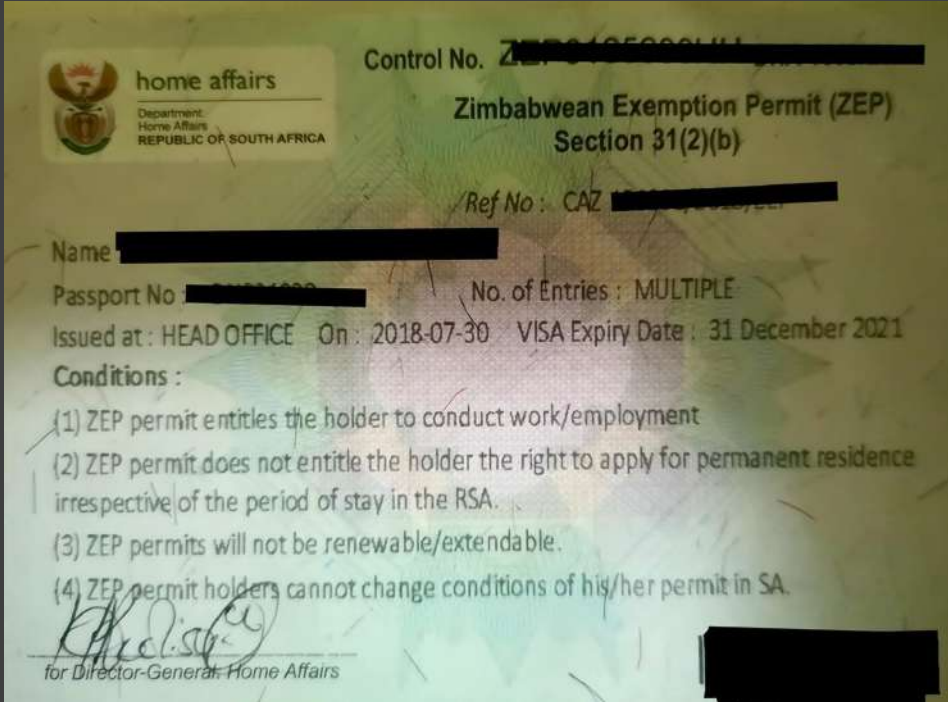 home affairs
Department:
Home Affairs
REPUBLIC OF SOUTH AFRICA
Control No.
Zimbabwean Exemption Permit (ZEP)
Section 31(2)(b)
Ref No : CAZ
Name
Passport No :
No. of Entries : MULTIPLE
Issued at : HEAD OFFICE On : 2018-07-30 VISA Expiry Date : 31 December 2021
Conditions :
(1) ZEP permit entitles the holder to conduct work/employment
(2) ZEP permit does not entitle the holder the right to apply for permanent residence
irrespective of the period of stay in the RSA.
(3) ZEP permits will not be renewable/extendable.
(4) ZEP permit holders cannot change conditions of his/her permit in SA.
for Director-General: Home Affairs